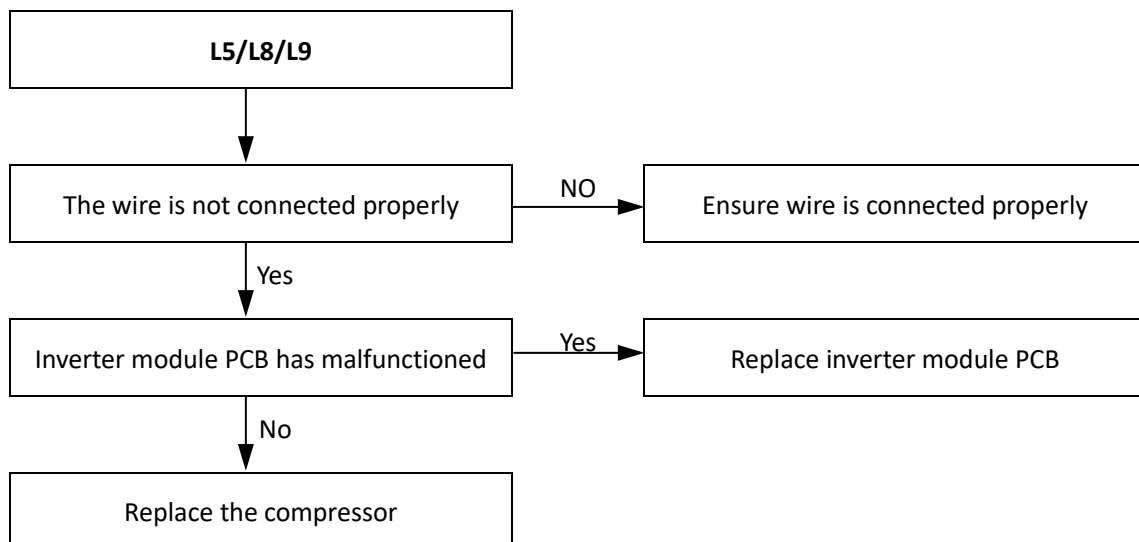 L5/L8/L9
The wire is not connected properly
NO
Ensure wire is connected properly
Yes
Inverter module PCB has malfunctioned
Yes
Replace inverter module PCB
No
Replace the compressor